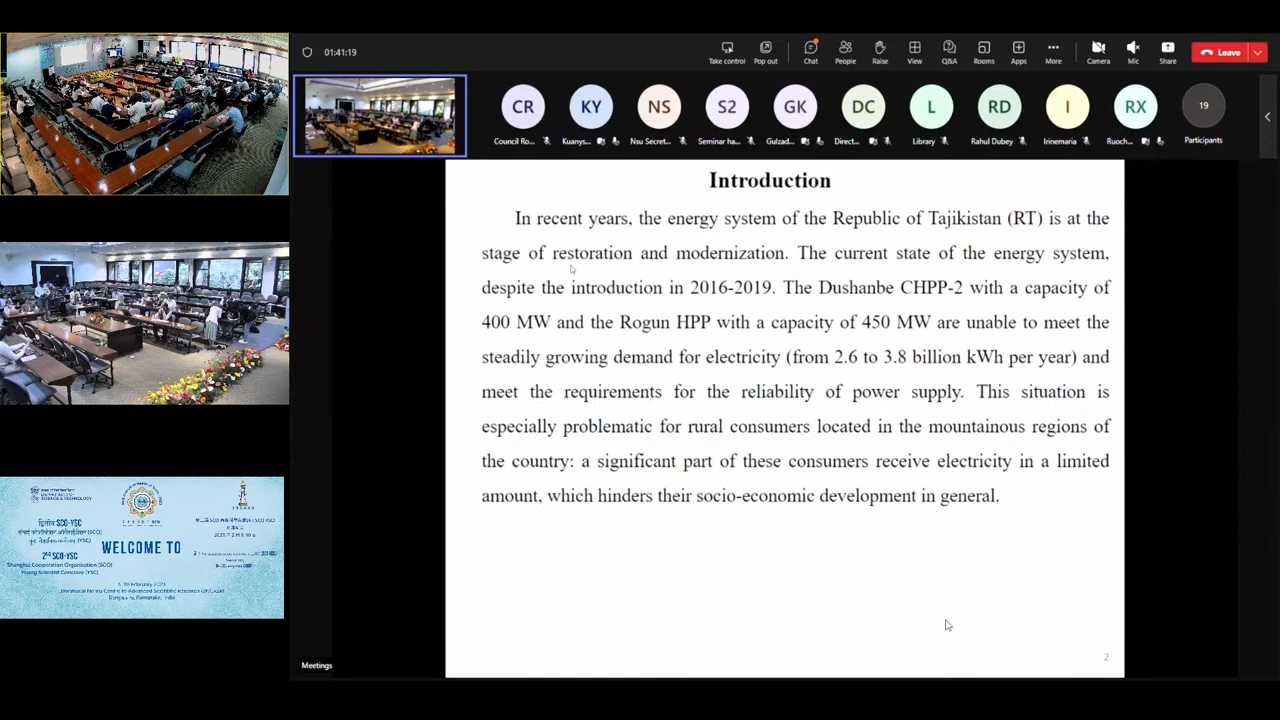 01:41:19
Take control
Pop out
Chat
People
Raise
View
Q&A
Rooms
Apps
More
Camera
Mic
Share
Leave
CR
KY
NS
S2
GK
DC
L
RD
I
RX
19
Council Ro...
Kuanys...
Nsu Secret...
Seminar ha...
Gulzad...
Direct...
Library
Rahul Dubey
Irinemaria
Ruoch...
Participants
Introduction
In recent years, the energy system of the Republic of Tajikistan (RT) is at the
stage of restoration and modernization. The current state of the energy system,
despite the introduction in 2016-2019. The Dushanbe CHPP-2 with a capacity of
400 MW and the Rogun HPP with a capacity of 450 MW are unable to meet the
steadily growing demand for electricity (from 2.6 to 3.8 billion kWh per year) and
meet the requirements for the reliability of power supply. This situation is
especially problematic for rural consumers located in the mountainous regions of
the country: a significant part of these consumers receive electricity in a limited
amount, which hinders their socio-economic development in general.
2
Meetings
SCIENCE & TECHNOLOGY
द्वितीय SCO-YSC
WELCOME TO
2ND SCO-YSC
Shanghai Cooperation Organisation (SCO)
Young Scientist Conclave (YSC)